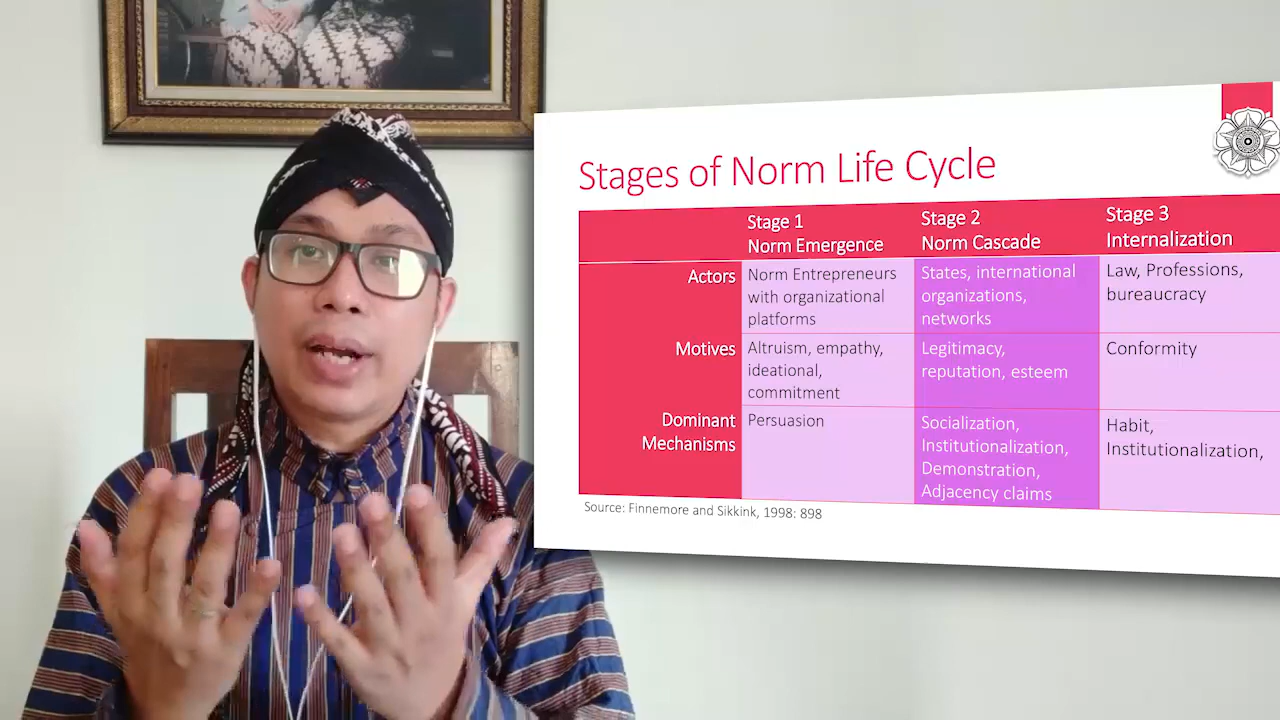 Stages of Norm Life Cycle
Stage 1
Norm Emergence
Stage 2
Norm Cascade
Stage 3
Internalization
Actors
Norm Entrepreneurs
with organizational
platforms
States, international
organizations,
networks
Law, Professions,
bureaucracy
Motives
Altruism, empathy,
ideational,
commitment
Legitimacy,
reputation, esteem
Conformity
Dominant
Mechanisms
Persuasion
Socialization,
Institutionalization,
Demonstration,
Adjacency claims
Habit,
Institutionalization,
Source: Finnemore and Sikkink, 1998: 898